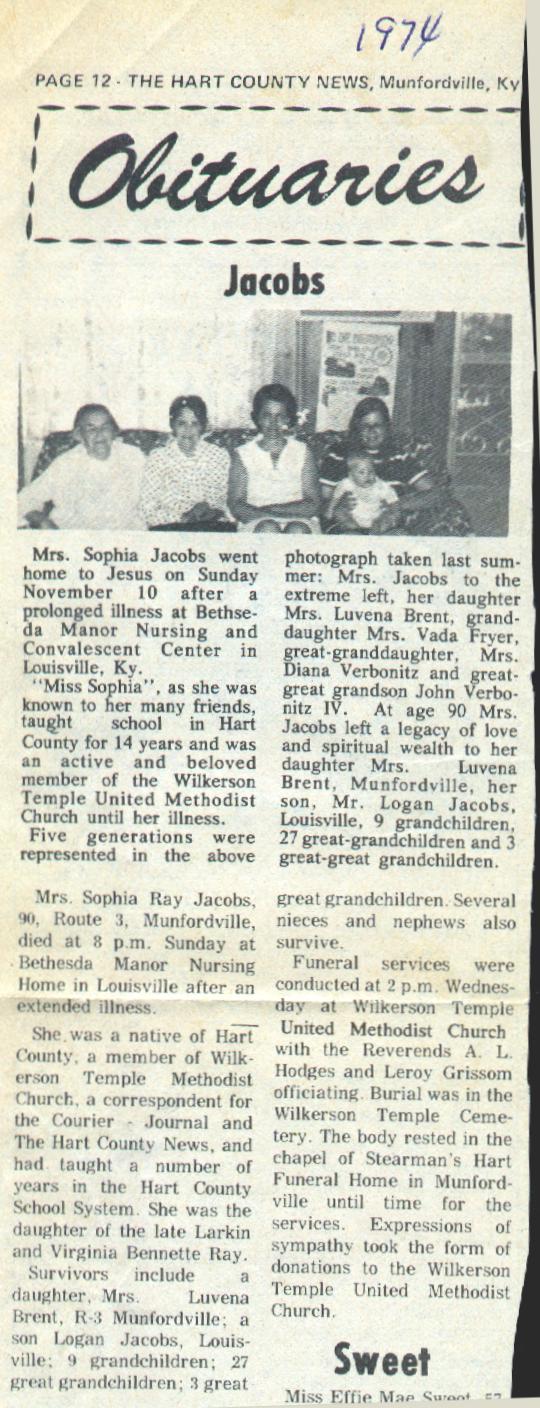 1974
PAGE 12 - THE HART COUNTY NEWS, Munfordville, Ky
Obituaries
Jacobs
Mrs. Sophia Jacobs went
home to Jesus on Sunday
November 10 after a
prolonged illness at Bethse-
da Manor Nursing and
Convalescent Center in
Louisville, Ky.
"Miss Sophia", as she was
known to her many friends,
taught school in Hart
County for 14 years and was
an active and beloved
member of the Wilkerson
Temple United Methodist
Church until her illness.
Five generations were
represented in the above
photograph taken last sum-
mer: Mrs. Jacobs to the
extreme left, her daughter
Mrs. Luvena Brent, grand-
daughter Mrs. Vada Fryer,
great-granddaughter, Mrs.
Diana Verbonitz and great-
great grandson John Verbo-
nitz IV. At age 90 Mrs.
Jacobs left a legacy of love
and spiritual wealth to her
daughter Mrs. Luvena
Brent, Munfordville, her
son, Mr. Logan Jacobs,
Louisville, 9 grandchildren,
27 great-grandchildren and 3
great-great grandchildren.
Mrs. Sophia Ray Jacobs,
90, Route 3, Munfordville,
died at 8 p.m. Sunday at
Bethesda Manor Nursing
Home in Louisville after an
extended illness.
She was a native of Hart
County, a member of Wilk-
erson Temple Methodist
Church, a correspondent for
the Courier - Journal and
The Hart County News, and
had taught a number of
years in the Hart County
School System. She was the
daughter of the late Larkin
and Virginia Bennette Ray.
Survivors include a
daughter, Mrs. Luvena
Brent, R-3 Munfordville; a
son Logan Jacobs, Louis-
ville; 9 grandchildren; 27
great grandchildren; 3 great
great grandchildren. Several
nieces and nephews also
survive.
Funeral services were
conducted at 2 p.m. Wednes-
day at Wilkerson Temple
United Methodist Church
with the Reverends A. L.
Hodges and Leroy Grissom
officiating. Burial was in the
Wilkerson Temple Ceme-
tery. The body rested in the
chapel of Stearman's Hart
Funeral Home in Munford-
ville until time for the
services. Expressions of
sympathy took the form of
donations to the Wilkerson
Temple United Methodist
Church.
Sweet
Miss Effie Mae Sweet, 57